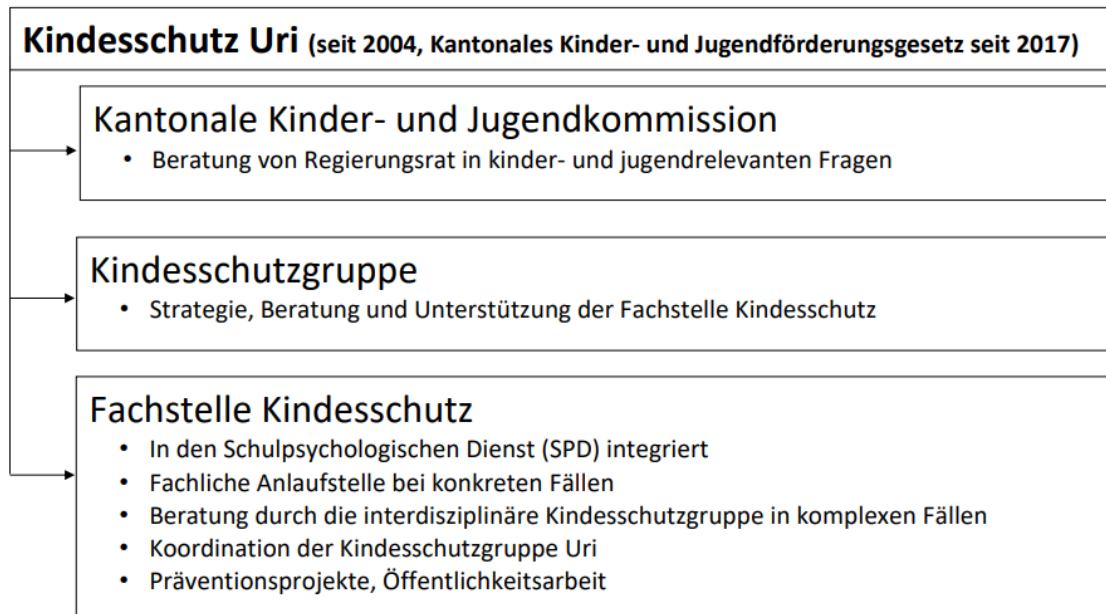 Kindesschutz Uri (seit 2004, Kantonales Kinder- und Jugendförderungsgesetz seit 2017)
Kantonale Kinder- und Jugendkommission
• Beratung von Regierungsrat in kinder- und jugendrelevanten Fragen
Kindesschutzgruppe
• Strategie, Beratung und Unterstützung der Fachstelle Kindesschutz
Fachstelle Kindesschutz
• In den Schulpsychologischen Dienst (SPD) integriert
• Fachliche Anlaufstelle bei konkreten Fällen
• Beratung durch die interdisziplinäre Kindesschutzgruppe in komplexen Fällen
• Koordination der Kindesschutzgruppe Uri
• Präventionsprojekte, Öffentlichkeitsarbeit